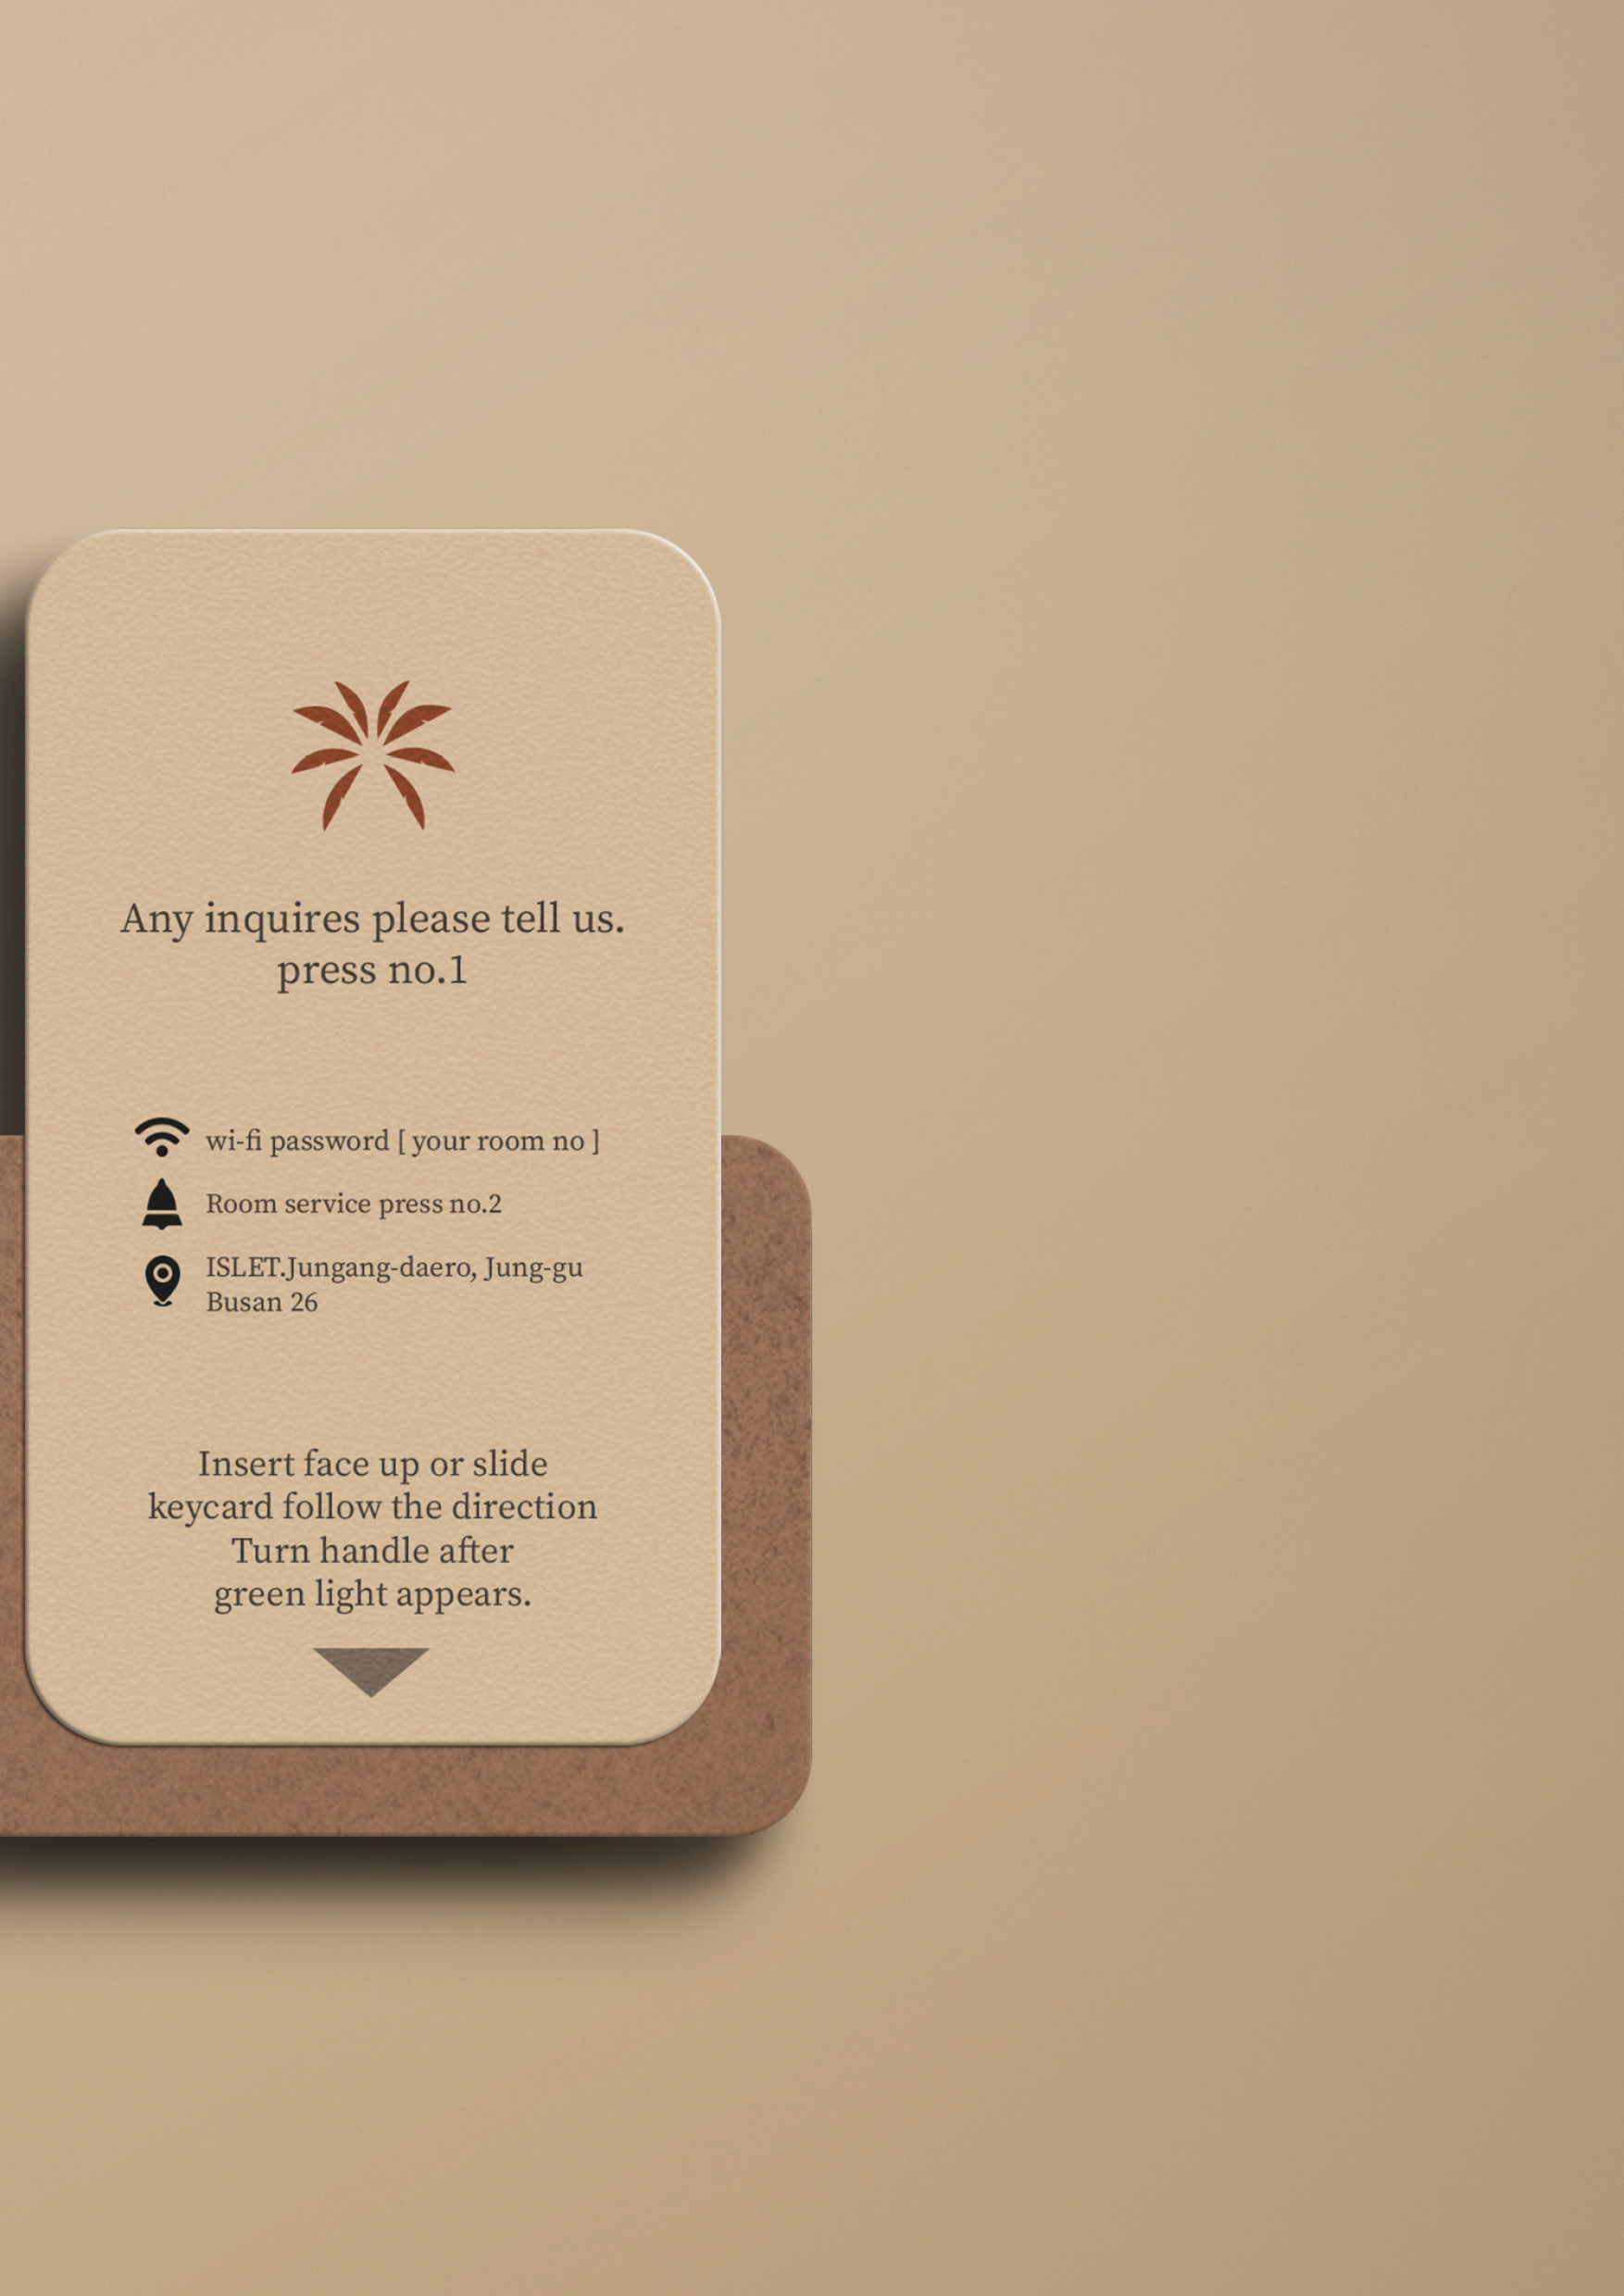 Any inquires please tell us.
press no.1
wi-fi password [ your room no ]
Room service press no.2
ISLET.Jungang-daero, Jung-gu
Busan 26
Insert face up or slide
keycard follow the direction
Turn handle after
green light appears.